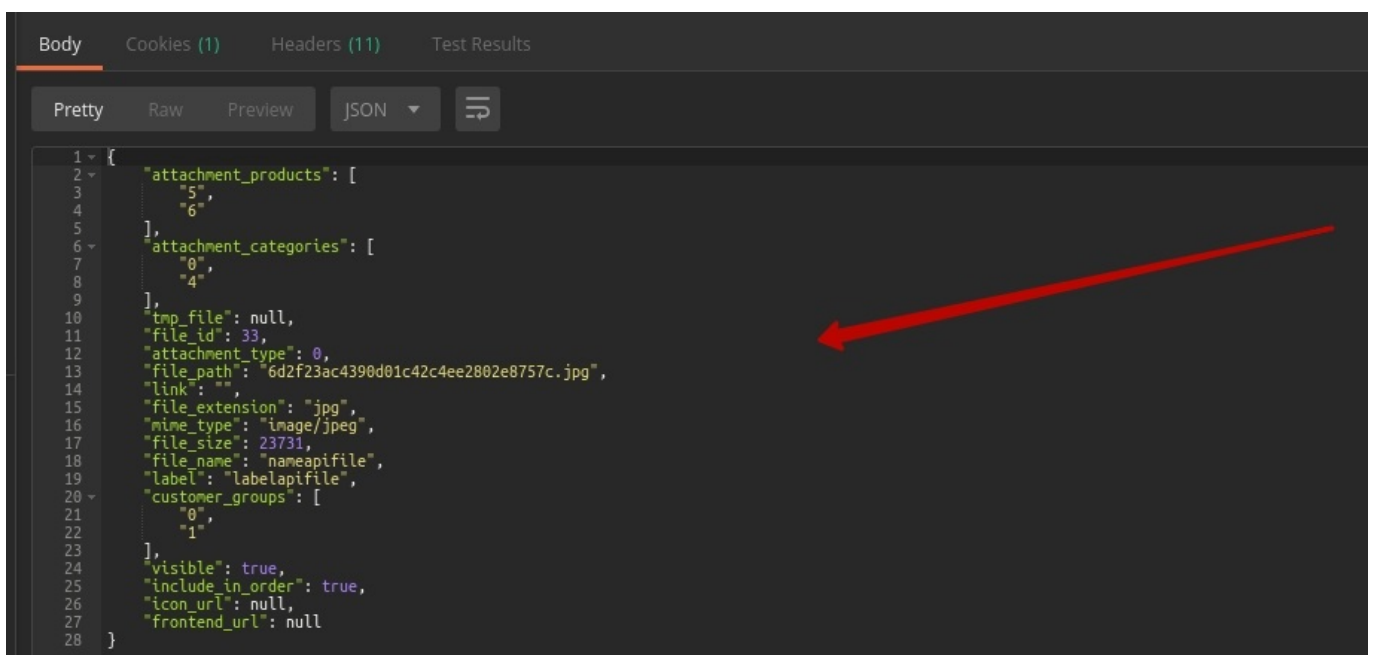 Body Cookies (1) Headers (11) Test Results
Pretty Raw Preview JSON
1 {
2 "attachment_products": [
3 "5",
4 "6"
5 ],
6 "attachment_categories": [
7 "0",
8 "4"
9 ],
10 "tmp_file": null,
11 "file_id": 33,
12 "attachment_type": 0,
13 "file_path": "6d2f23ac4390d01c42c4ee2802e8757c.jpg",
14 "link": "",
15 "file_extension": "jpg",
16 "mime_type": "image/jpeg",
17 "file_size": 23731,
18 "file_name": "nameapifile",
19 "label": "labelapifile",
20 "customer_groups": [
21 "0",
22 "1"
23 ],
24 "visible": true,
25 "include_in_order": true,
26 "icon_url": null,
27 "frontend_url": null
28 }